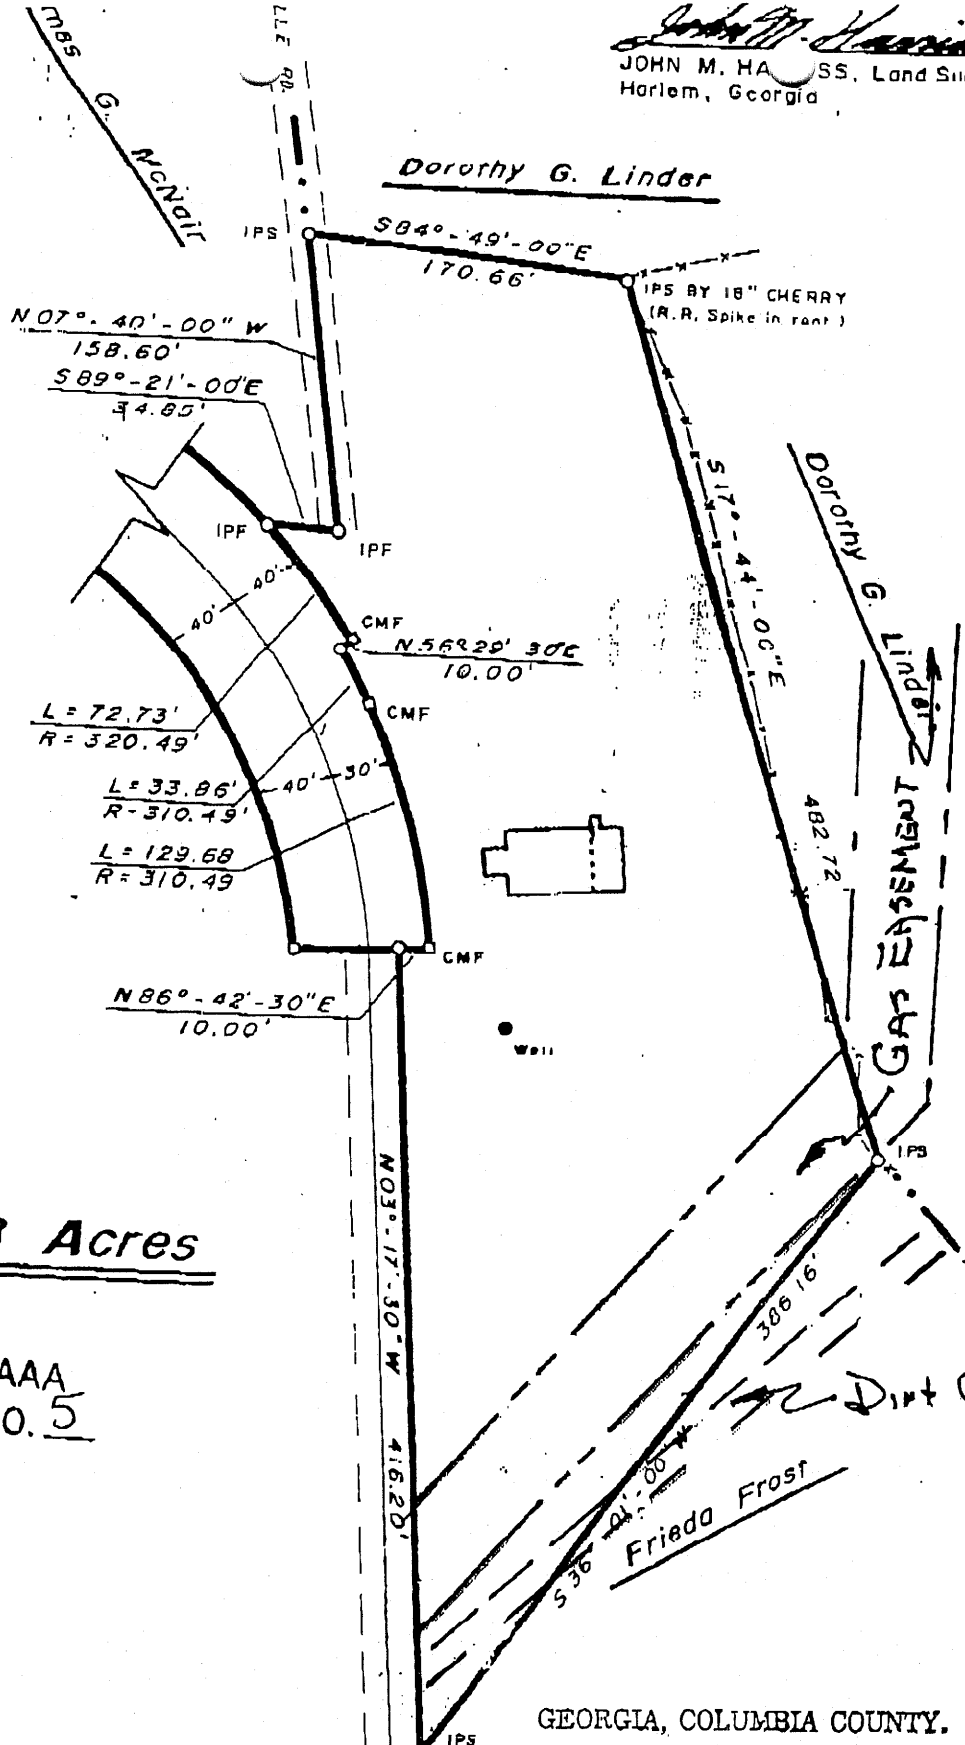 G. McNair
LLE RD.
JOHN M. HA SS, Land
Harlem, Georgia
Dorothy G. Linder
IPS
S84°-49'-00"E
170.66'
IPS BY 18" CHERRY
(R.R. Spike in root)
N07°-40'-00" W
158.60'
S89°-21'-00"E
34.85'
IPF
IPF
40'
40'
CMF
N.56°29' 30"E
10.00'
CMF
S17°-44'-00"E
482.72
Dorothy G. Linder
L= 72.73'
R= 320.49'
L= 33.86'
R-310.49'
40'
30'
L= 129.68
R= 310.49
GAS EASEMENT
CMF
N86°-42'-30"E
10.00'
Well
IPS
N03°-17'-30"W 416.20'
Acres
AAA
O. 5
386.16'
S 36 01'-00" W
Dirt
Frieda Frost
IPS
GEORGIA, COLUMBIA COUNTY.